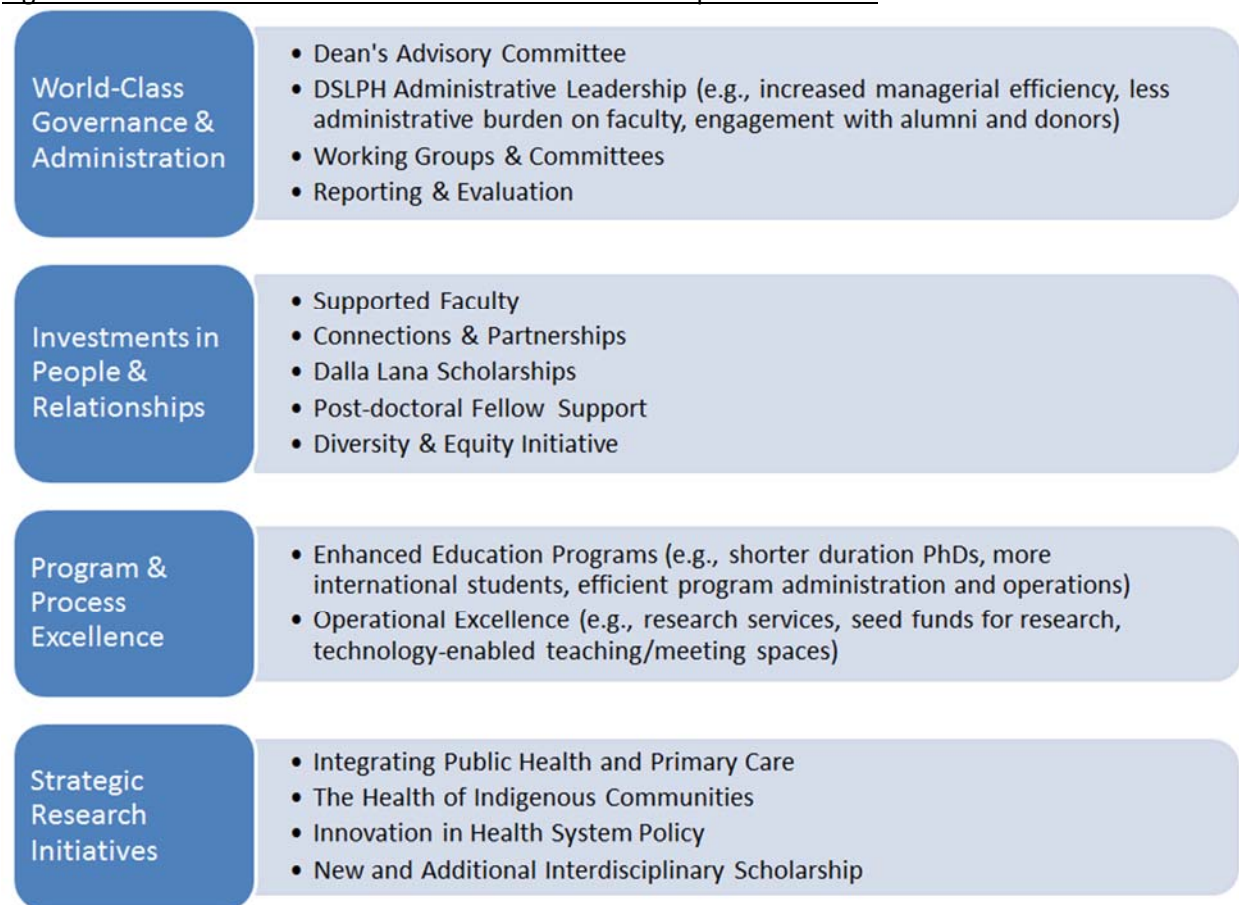 World-Class
Governance &
Administration
• Dean's Advisory Committee
• DSLPH Administrative Leadership (e.g., increased managerial efficiency, less
administrative burden on faculty, engagement with alumni and donors)
• Working Groups & Committees
• Reporting & Evaluation
Investments in
People &
Relationships
• Supported Faculty
• Connections & Partnerships
• Dalla Lana Scholarships
• Post-doctoral Fellow Support
• Diversity & Equity Initiative
Program &
Process
Excellence
• Enhanced Education Programs (e.g., shorter duration PhDs, more
international students, efficient program administration and operations)
• Operational Excellence (e.g., research services, seed funds for research,
technology-enabled teaching/meeting spaces)
Strategic
Research
Initiatives
• Integrating Public Health and Primary Care
• The Health of Indigenous Communities
• Innovation in Health System Policy
• New and Additional Interdisciplinary Scholarship